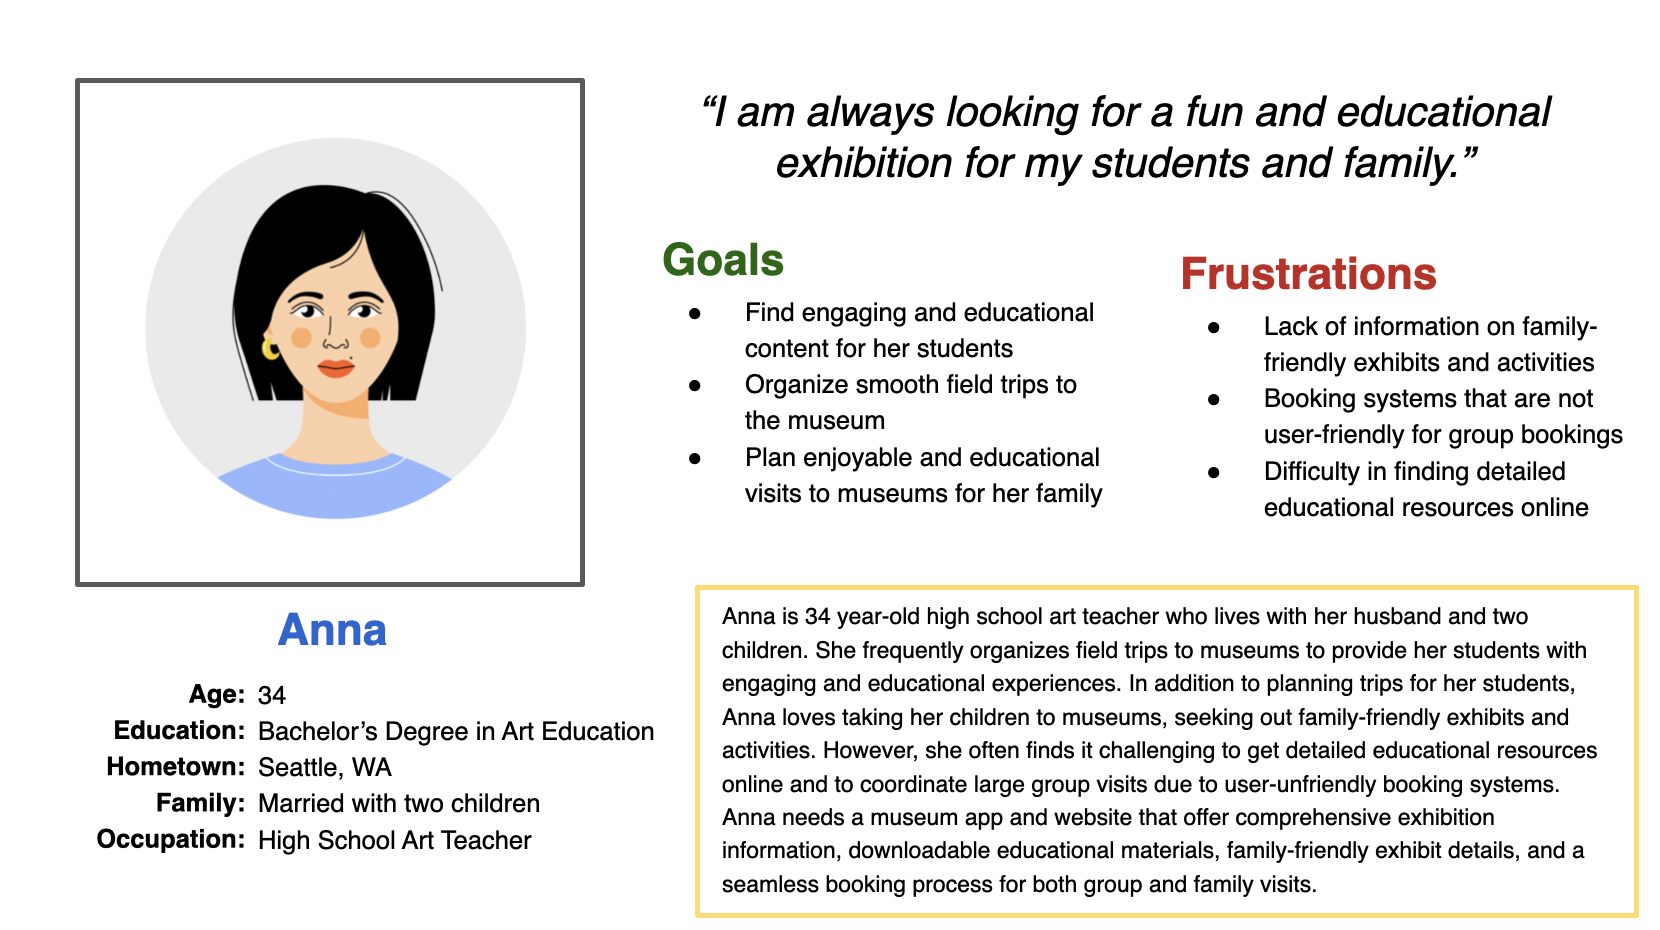 “I am always looking for a fun and educational
exhibition for my students and family.”
Goals
● Find engaging and educational
content for her students
● Organize smooth field trips to
the museum
● Plan enjoyable and educational
visits to museums for her family
Frustrations
● Lack of information on family-
friendly exhibits and activities
● Booking systems that are not
user-friendly for group bookings
● Difficulty in finding detailed
educational resources online
Anna
Age: 34
Education: Bachelor’s Degree in Art Education
Hometown: Seattle, WA
Family: Married with two children
Occupation: High School Art Teacher
Anna is 34 year-old high school art teacher who lives with her husband and two
children. She frequently organizes field trips to museums to provide her students with
engaging and educational experiences. In addition to planning trips for her students,
Anna loves taking her children to museums, seeking out family-friendly exhibits and
activities. However, she often finds it challenging to get detailed educational resources
online and to coordinate large group visits due to user-unfriendly booking systems.
Anna needs a museum app and website that offer comprehensive exhibition
information, downloadable educational materials, family-friendly exhibit details, and a
seamless booking process for both group and family visits.